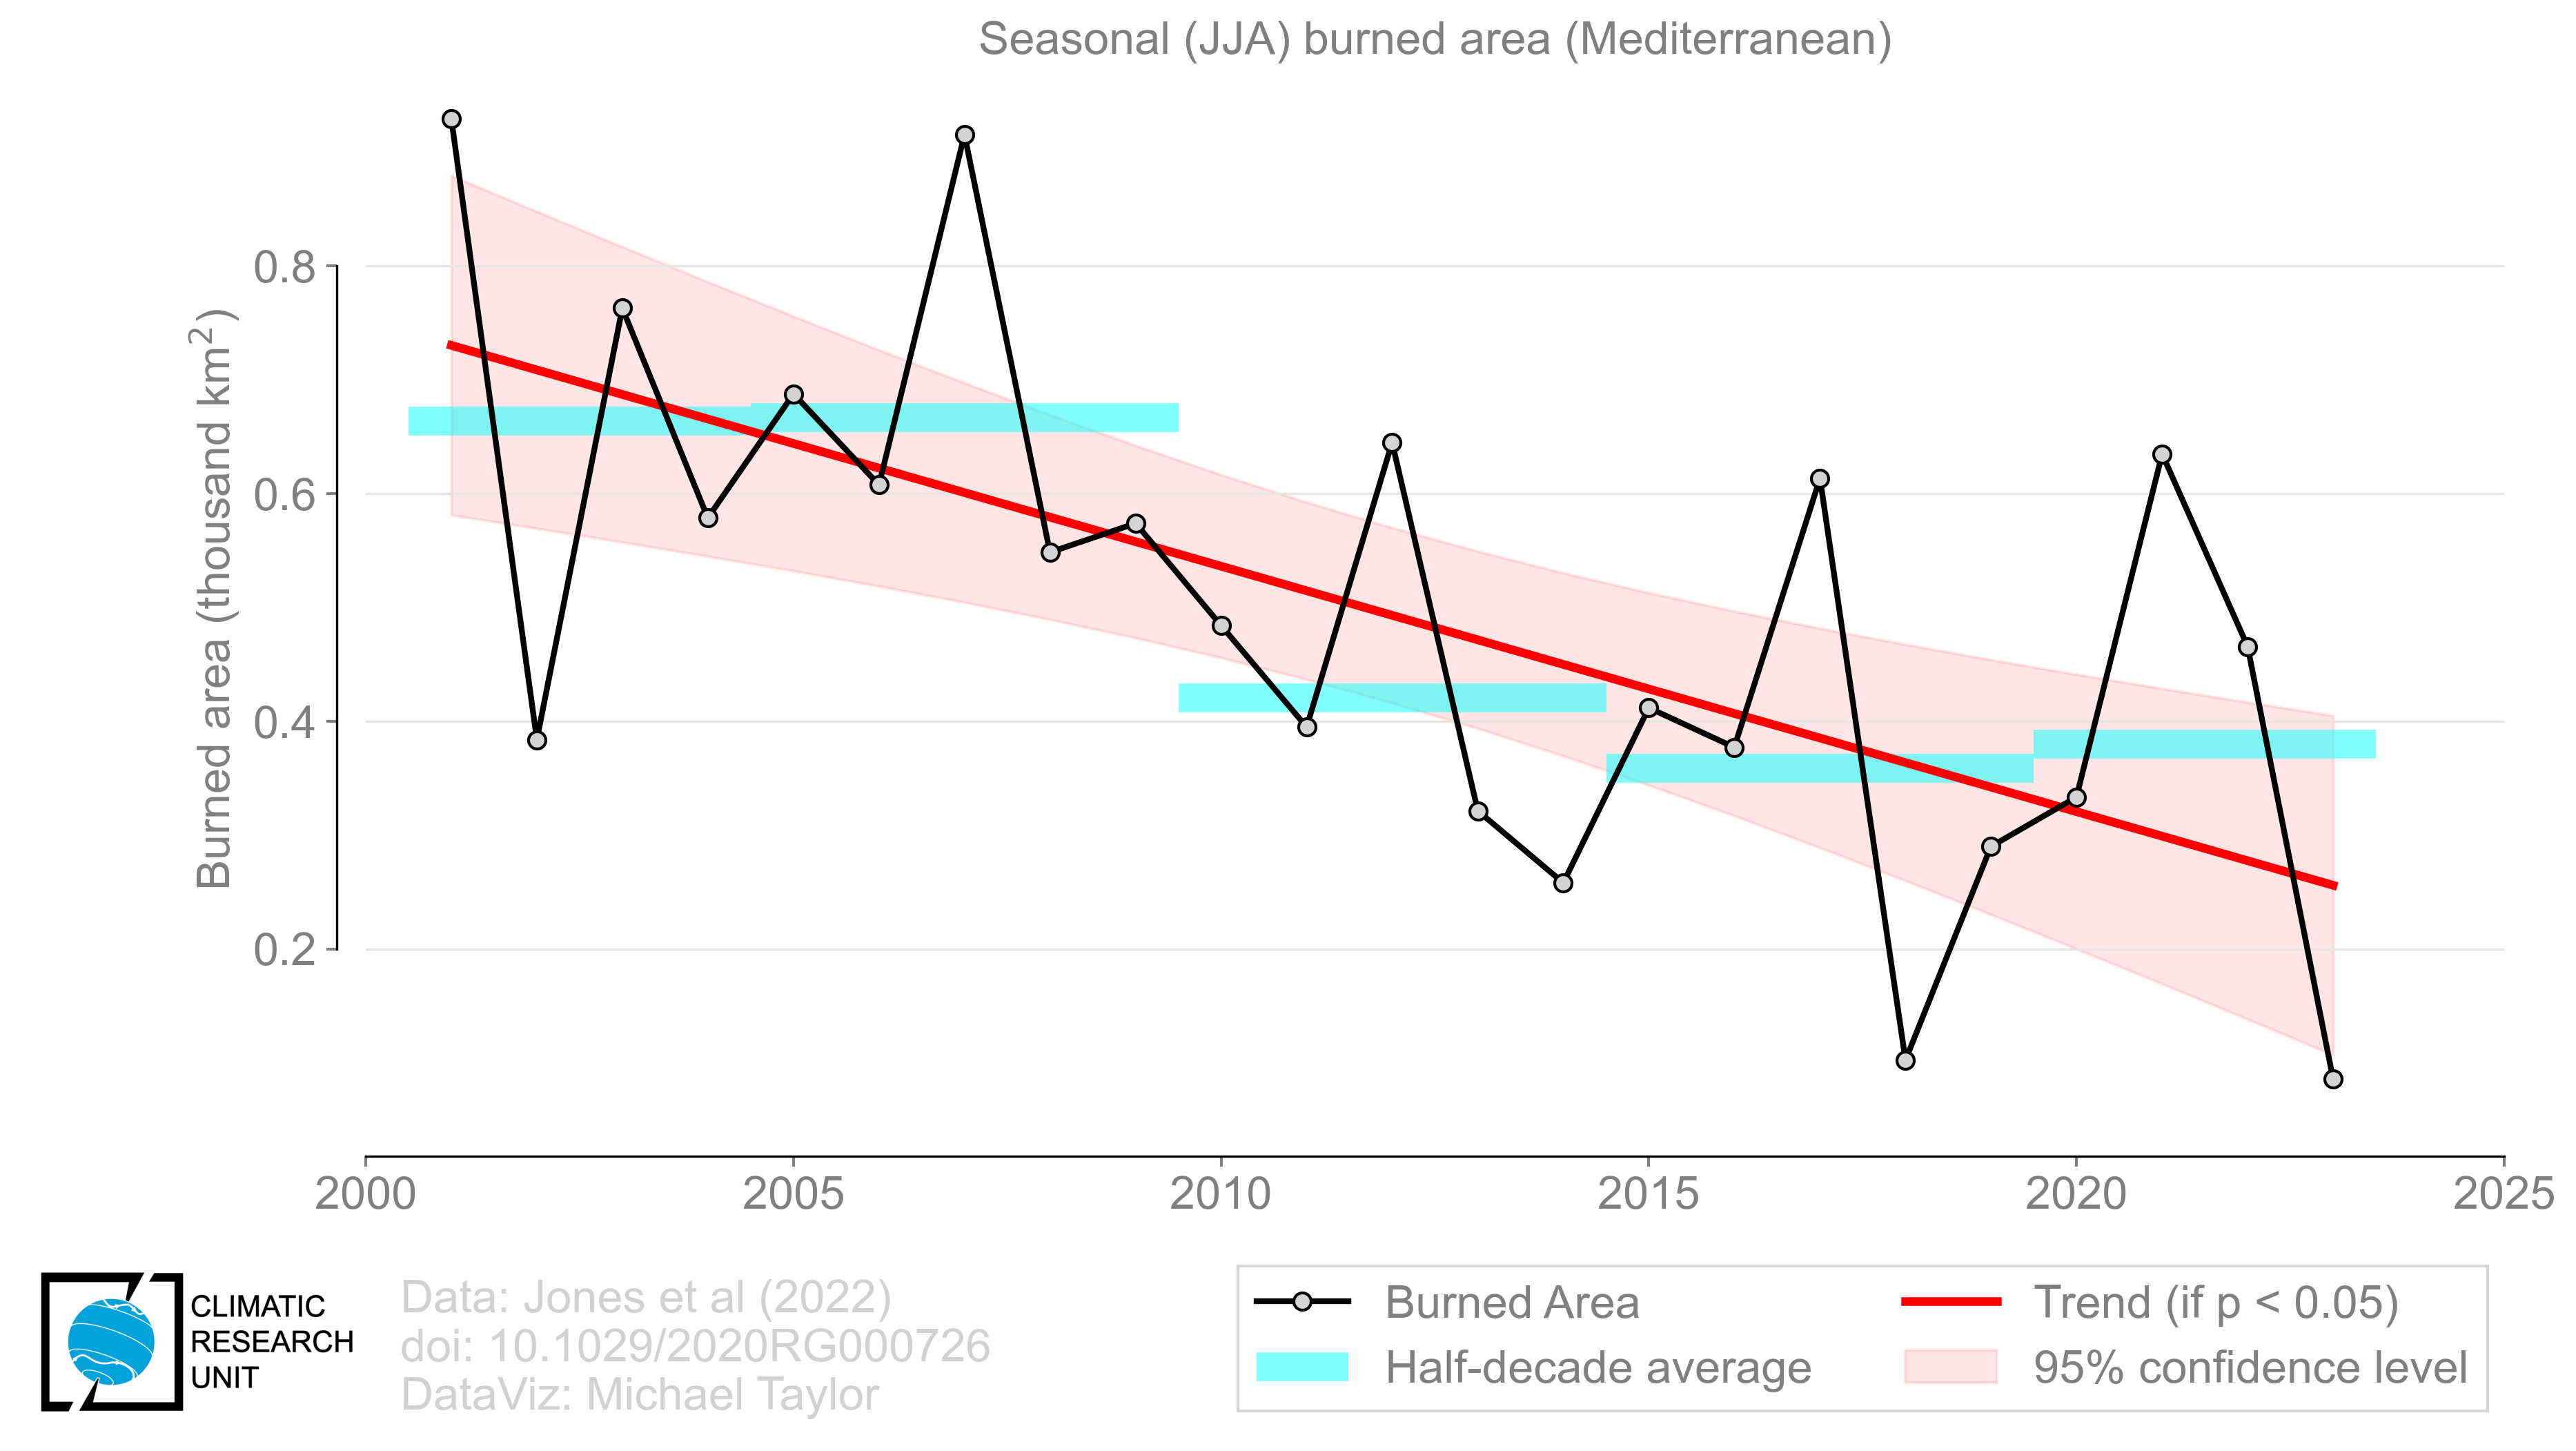 Seasonal (JJA) burned area (Mediterranean)
Burned area (thousand km²)
0.8
0.6
0.4
0.2
2000 2005 2010 2015 2020 2025
CLIMATIC
RESEARCH
UNIT
Data: Jones et al (2022)
doi: 10.1029/2020RG000726
DataViz: Michael Taylor
Burned Area
Half-decade average
Trend (if p < 0.05)
95% confidence level